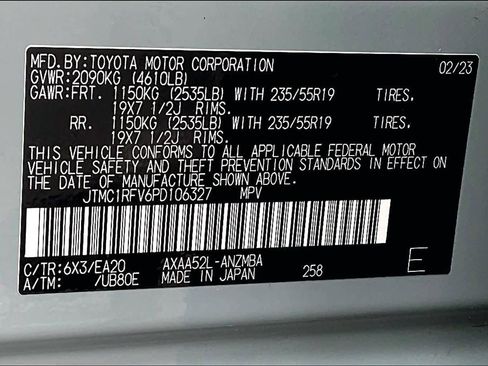 MFD.BY:TOYOTA MOTOR CORPORATION 02/23
GVWR:2090KG (4610LB)
GAWR:FRT. 1150KG (2535LB) WITH 235/55R19 TIRES.
19X7 1/2J RIMS.
RR. 1150KG (2535LB) WITH 235/55R19 TIRES.
19X7 1/2J RIMS.
THIS VEHICLE CONFORMS TO ALL APPLICABLE FEDERAL MOTOR
VEHICLE SAFETY AND THEFT PREVENTION STANDARDS IN EFFECT ON
THE DATE OF MANUFACTURE SHOWN ABOVE.
JTMC1RFV6PD106327 MPV
C/TR:6X3/EA20 AXAA52L-ANZMBA
A/TM: /UB80E MADE IN JAPAN 258 E